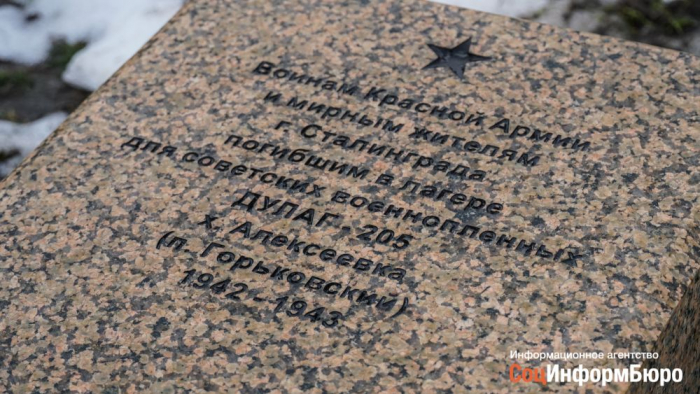 Воинам Красной Армии
и мирным жителям
г. Сталинграда
погибшим в лагере
для советских военнопленных
ДУЛАГ - 205
х. Алексеевка
(п. Горьковский)
1942 - 1943
Информационное агентство
СоцИнформБюро